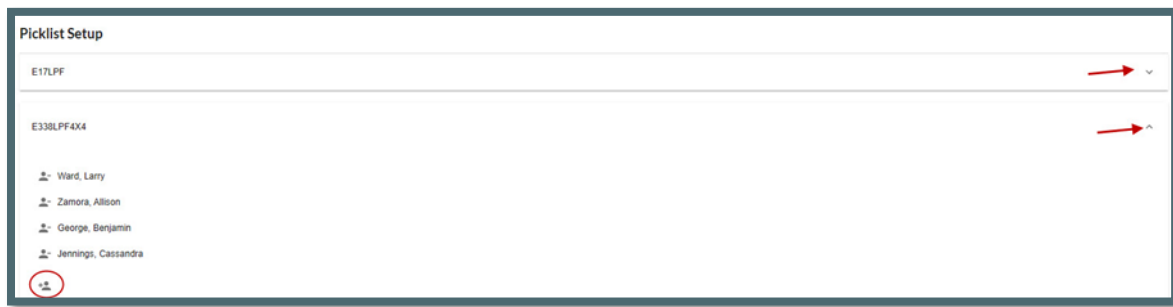 Picklist Setup
E17LPF
E338LPF4X4
Ward, Larry
Zamora, Allison
George, Benjamin
Jennings, Cassandra